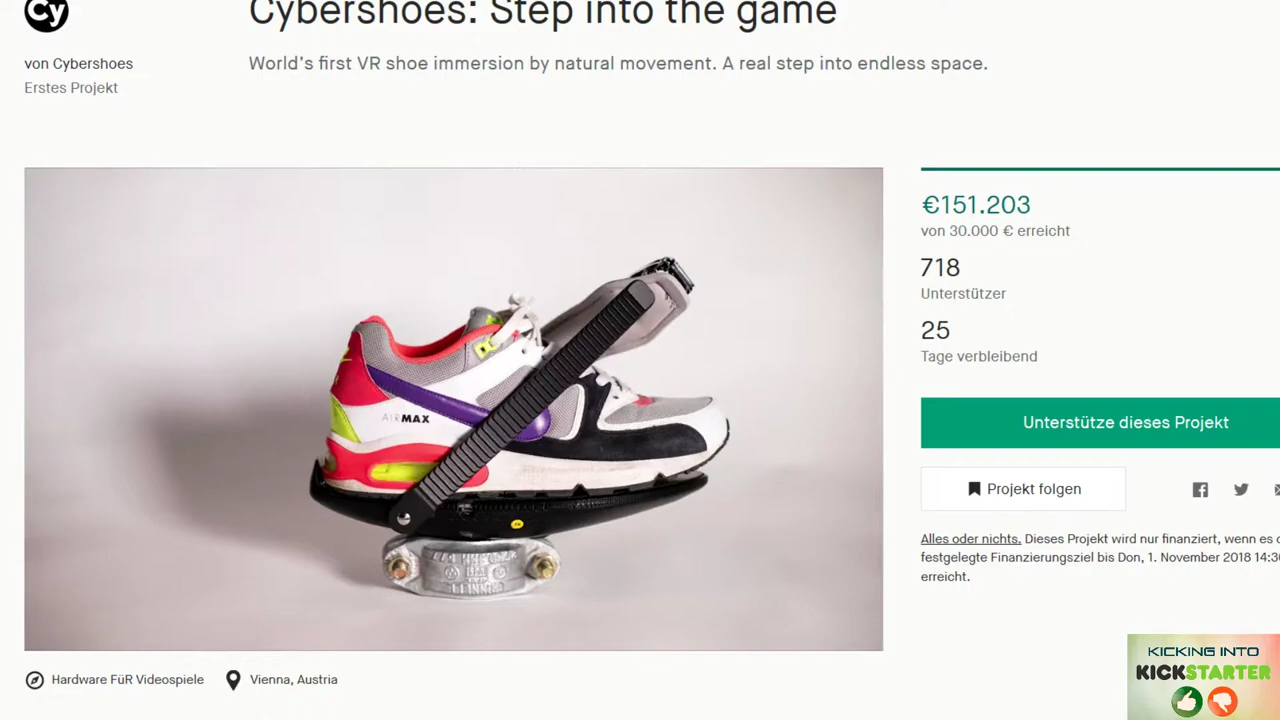 Cy
Cybershoes: Step into the game
von Cybershoes
World's first VR shoe immersion by natural movement. A real step into endless space.
Erstes Projekt
AIRMAX
€151.203
von 30.000 € erreicht
718
Unterstützer
25
Tage verbleibend
Unterstütze dieses Projekt
Projekt folgen
Alles oder nichts. Dieses Projekt wird nur finanziert, wenn es
festgelegte Finanzierungsziel bis Don, 1. November 2018
erreicht.
Hardware FüR Videospiele
Vienna, Austria
KICKING INTO
KICKSTARTER